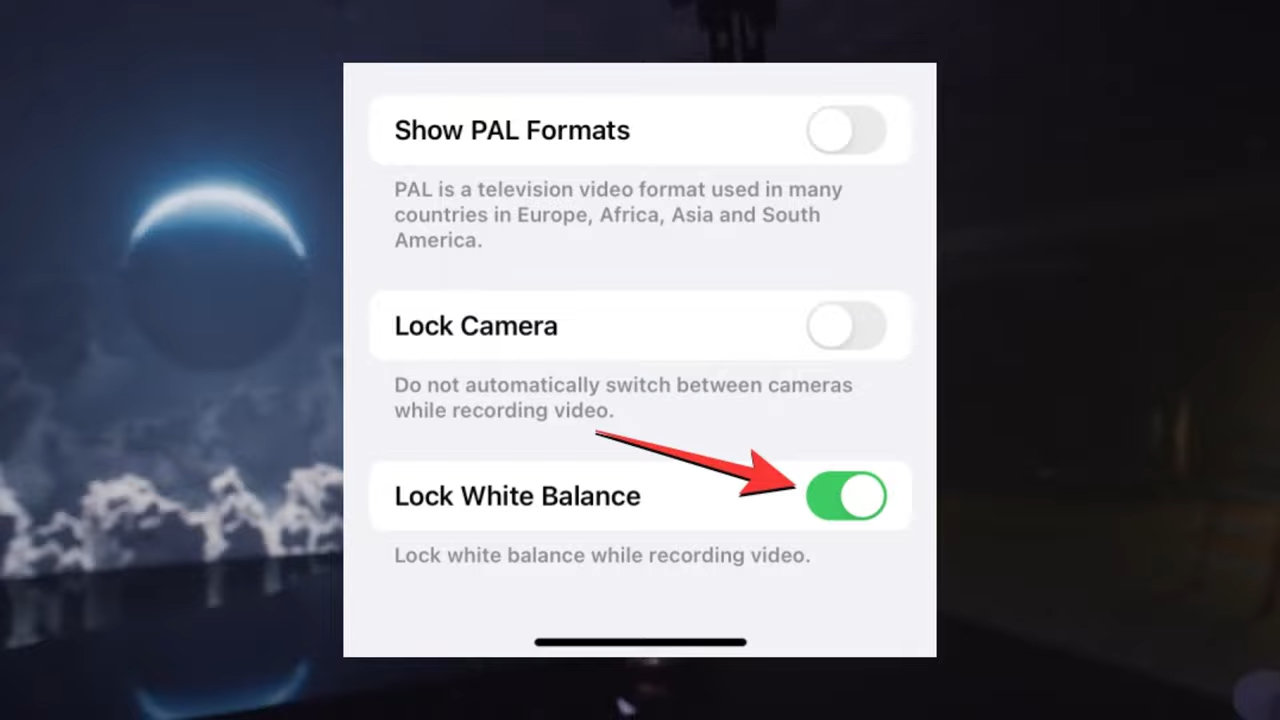 Show PAL Formats
PAL is a television video format used in many
countries in Europe, Africa, Asia and South
America.
Lock Camera
Do not automatically switch between cameras
while recording video.
Lock White Balance
Lock white balance while recording video.